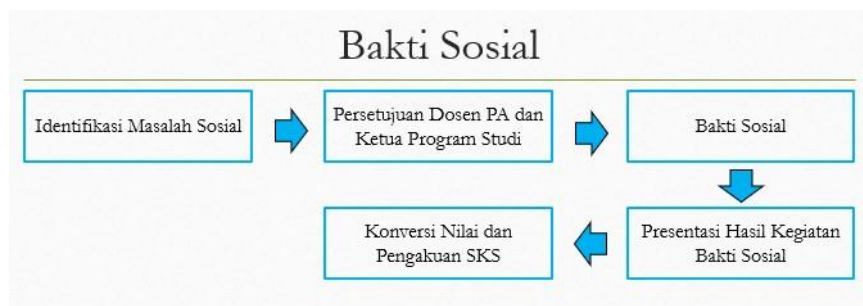 Bakti Sosial
Identifikasi Masalah Sosial
Persetujuan Dosen PA dan
Ketua Program Studi
Bakti Sosial
Presentasi Hasil Kegiatan
Bakti Sosial
Konversi Nilai dan
Pengakuan SKS